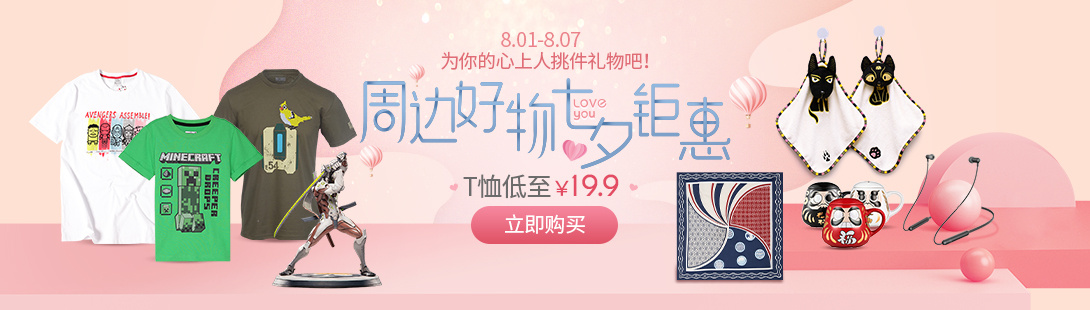 8.01-8.07
为你的心上人挑件礼物吧！
周边好物七夕钜惠
Love
you
T恤低至¥19.9
立即购买
AVENGERS ASSEMBLE!
MINECRAFT
CREEPER
DROPS
54
福